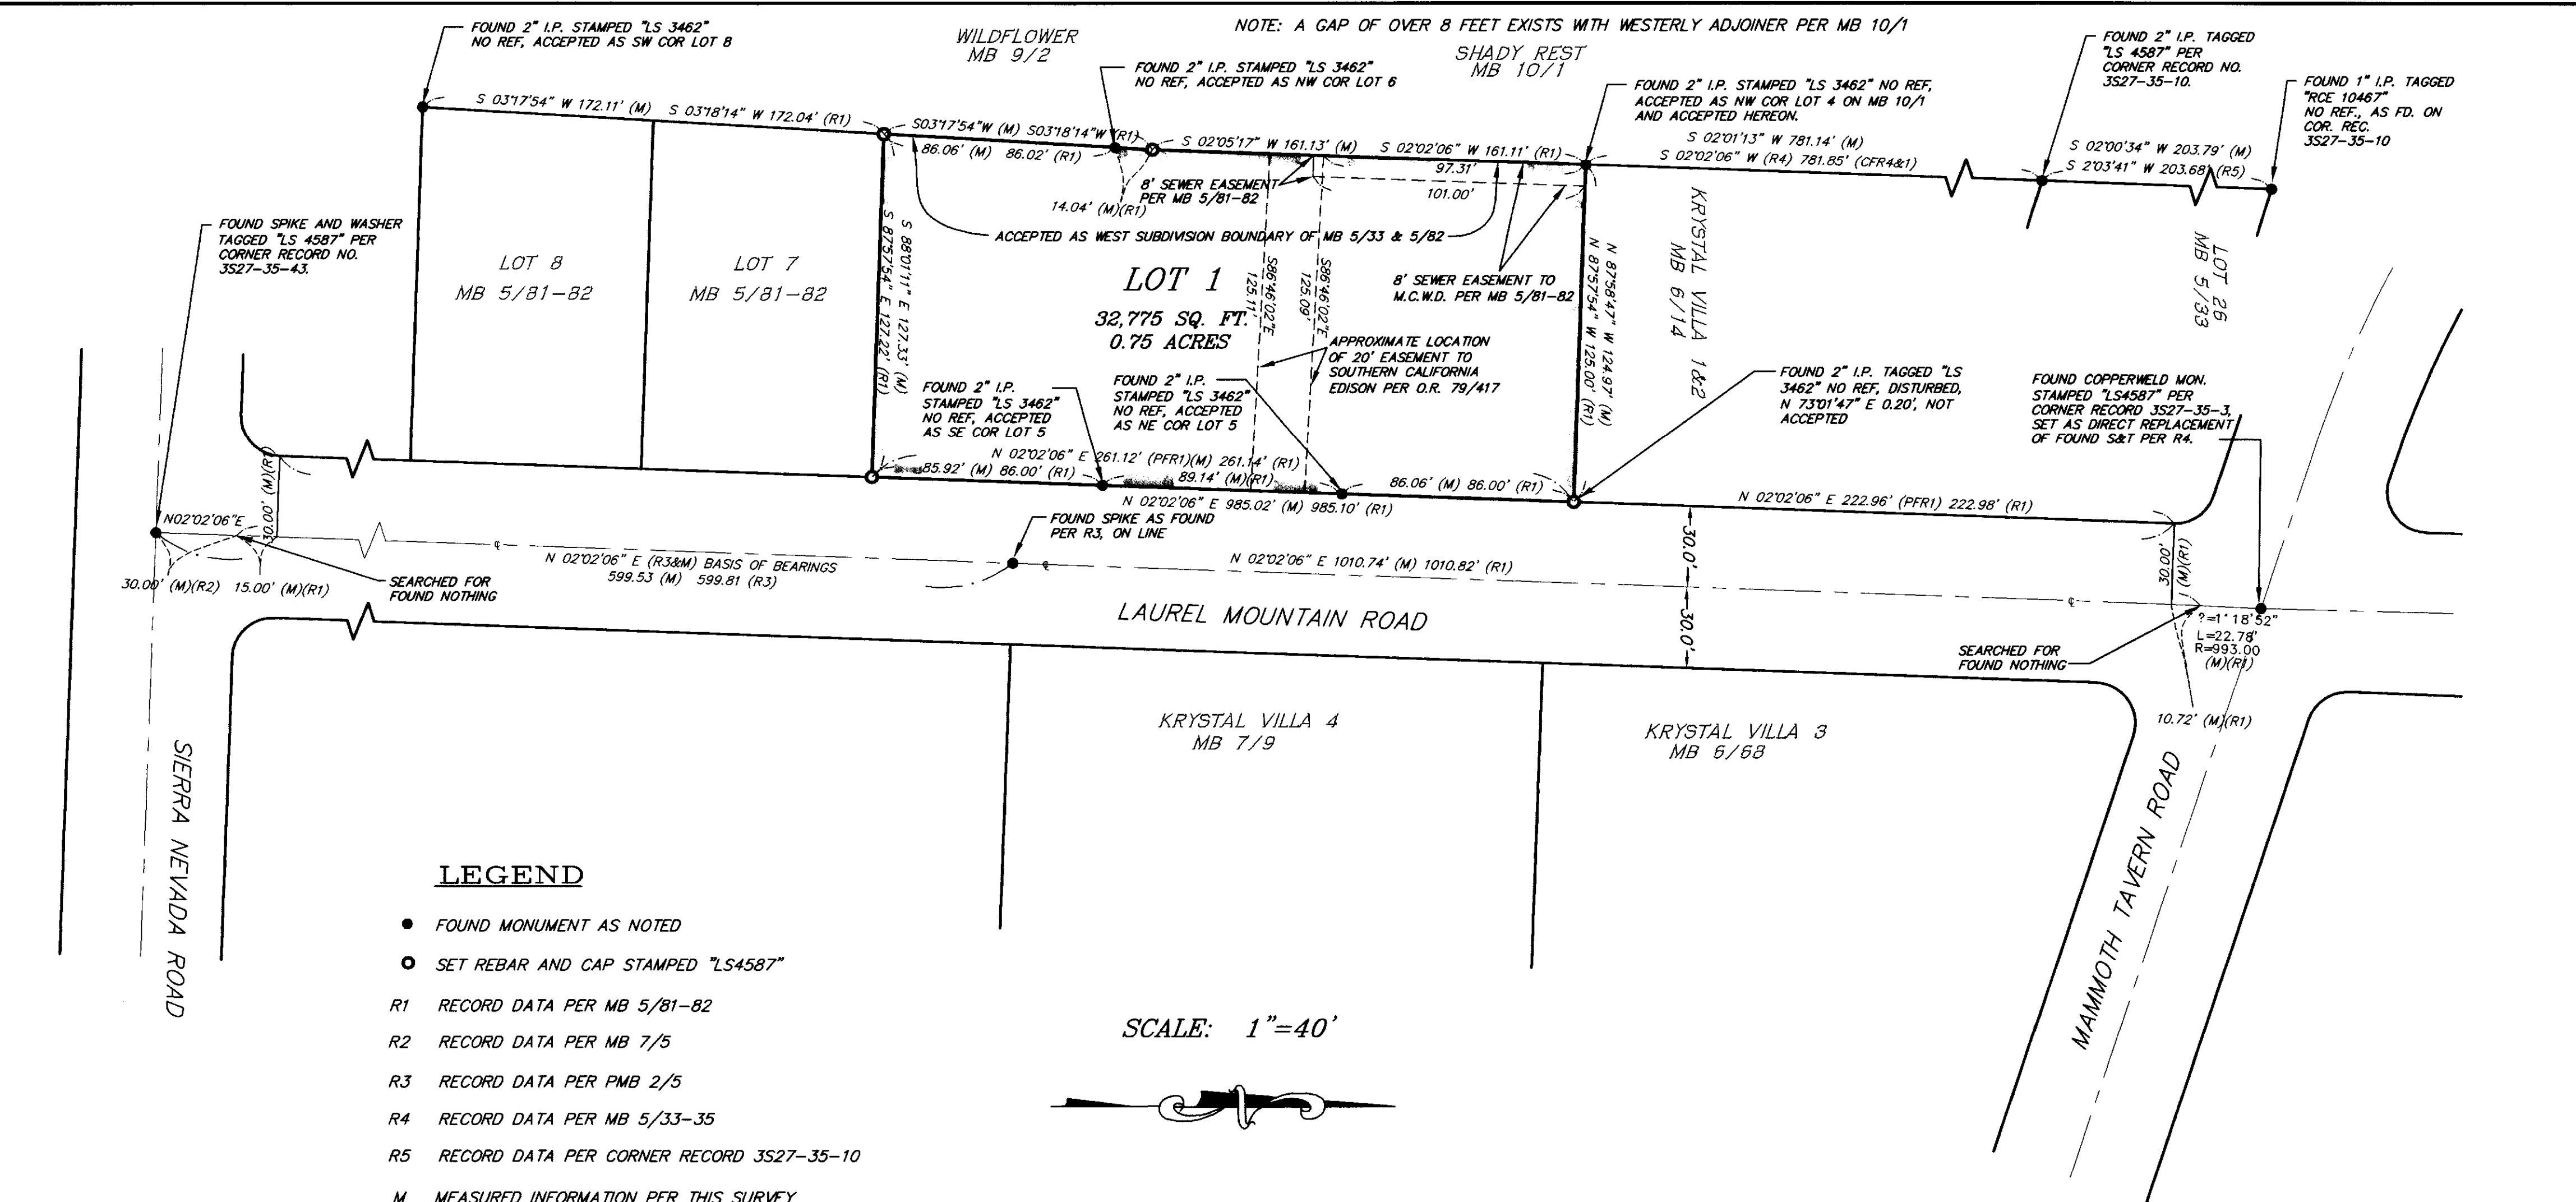 FOUND 2" I.P. STAMPED "LS 3462"
NO REF, ACCEPTED AS SW COR LOT 8
WILDFLOWER
MB 9/2
NOTE: A GAP OF OVER 8 FEET EXISTS WITH WESTERLY ADJOINER PER MB 10/1
SHADY REST
MB 10/1
FOUND 2" I.P. STAMPED "LS 3462"
NO REF, ACCEPTED AS NW COR LOT 6
FOUND 2" I.P. STAMPED "LS 3462" NO REF,
ACCEPTED AS NW COR LOT 4 ON MB 10/1
AND ACCEPTED HEREON.
FOUND 2" I.P. TAGGED
"LS 4587" PER
CORNER RECORD NO.
3S27-35-10.
FOUND 1" I.P. TAGGED
"RCE 10467"
NO REF., AS FD. ON
COR. REC.
3S27-35-10
S 03°17'54" W 172.11' (M)
S 03°18'14" W 172.04' (R1)
S03°17'54"W (M) S03°18'14"W (R1)
86.06' (M) 86.02' (R1)
S 02°05'17" W 161.13' (M)
S 02°02'06" W 161.11' (R1)
97.31'
101.00'
S 02°01'13" W 781.14' (M)
S 02°02'06" W (R4) 781.85' (CFR4&1)
S 02°00'34" W 203.79' (M)
S 2°03'41" W 203.68' (R5)
8' SEWER EASEMENT
PER MB 5/81-82
14.04' (M)(R1)
ACCEPTED AS WEST SUBDIVISION BOUNDARY OF MB 5/33 & 5/82
FOUND SPIKE AND WASHER
TAGGED "LS 4587" PER
CORNER RECORD NO.
3S27-35-43.
LOT 8
MB 5/81-82
LOT 7
MB 5/81-82
S 88°01'11" E 127.33' (M)
S 87°57'54" E 127.22' (R1)
LOT 1
32,775 SQ. FT.
0.75 ACRES
S86°46'02"E
125.11'
S86°46'02"E
125.09'
8' SEWER EASEMENT TO
M.C.W.D. PER MB 5/81-82
N 87°58'47" W 124.97' (M)
N 87°57'54" W 125.00' (R1)
KRYSTAL VILLA 1&2
MB 6/14
LOT 26
MB 5/33
APPROXIMATE LOCATION
OF 20' EASEMENT TO
SOUTHERN CALIFORNIA
EDISON PER O.R. 79/417
FOUND 2" I.P.
STAMPED "LS 3462"
NO REF, ACCEPTED
AS SE COR LOT 5
FOUND 2" I.P.
STAMPED "LS 3462"
NO REF, ACCEPTED
AS NE COR LOT 5
FOUND 2" I.P. TAGGED "LS
3462" NO REF, DISTURBED,
N 73°01'47" E 0.20', NOT
ACCEPTED
FOUND COPPERWELD MON.
STAMPED "LS4587" PER
CORNER RECORD 3S27-35-3,
SET AS DIRECT REPLACEMENT
OF FOUND S&T PER R4.
N 02°02'06" E 261.12' (PFR1)(M) 261.14' (R1)
85.92' (M) 86.00' (R1)
89.14' (M)(R1)
86.06' (M) 86.00' (R1)
N 02°02'06" E 985.02' (M) 985.10' (R1)
N 02°02'06" E 222.96' (PFR1) 222.98' (R1)
30.00' (M)(R1)
N02°02'06"E
FOUND SPIKE AS FOUND
PER R3, ON LINE
℄
N 02°02'06" E (R3&M) BASIS OF BEARINGS
599.53 (M) 599.81 (R3)
℄
N 02°02'06" E 1010.74' (M) 1010.82' (R1)
30.0'
30.0'
℄
30.00' (M)(R1)
30.00' (M)(R2)
15.00' (M)(R1)
SEARCHED FOR
FOUND NOTHING
LAUREL MOUNTAIN ROAD
?=1°18'52"
L=22.78'
R=993.00
(M)(R1)
SEARCHED FOR
FOUND NOTHING
10.72' (M)(R1)
KRYSTAL VILLA 4
MB 7/9
KRYSTAL VILLA 3
MB 6/68
SIERRA NEVADA ROAD
MAMMOTH TAVERN ROAD
LEGEND
FOUND MONUMENT AS NOTED
SET REBAR AND CAP STAMPED "LS4587"
R1 RECORD DATA PER MB 5/81-82
R2 RECORD DATA PER MB 7/5
R3 RECORD DATA PER PMB 2/5
R4 RECORD DATA PER MB 5/33-35
R5 RECORD DATA PER CORNER RECORD 3S27-35-10
M MEASURED INFORMATION PER THIS SURVEY
SCALE: 1"=40'